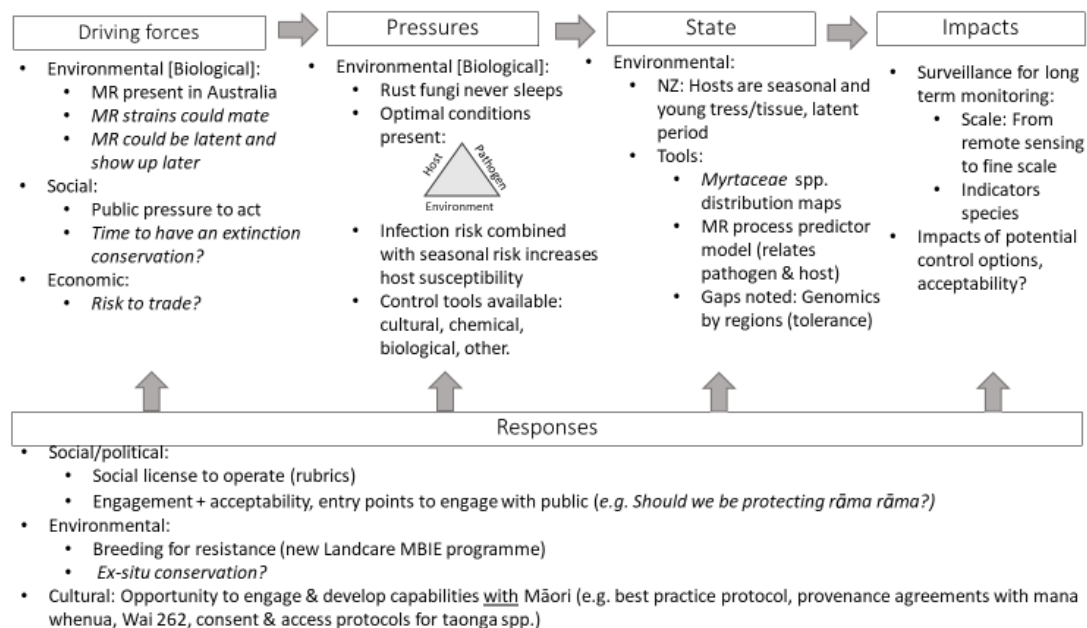 Driving forces
• Environmental [Biological]:
• MR present in Australia
• MR strains could mate
• MR could be latent and
show up later
• Social:
• Public pressure to act
• Time to have an extinction
conservation?
• Economic:
• Risk to trade?
Pressures
• Environmental [Biological]:
• Rust fungi never sleeps
• Optimal conditions
present:
Host
Pathogen
Environment
• Infection risk combined
with seasonal risk increases
host susceptibility
• Control tools available:
cultural, chemical,
biological, other.
State
• Environmental:
• NZ: Hosts are seasonal and
young tress/tissue, latent
period
• Tools:
• Myrtaceae spp.
distribution maps
• MR process predictor
model (relates
pathogen & host)
• Gaps noted: Genomics
by regions (tolerance)
Impacts
• Surveillance for long
term monitoring:
• Scale: From
remote sensing
to fine scale
• Indicators
species
• Impacts of potential
control options,
acceptability?
Responses
• Social/political:
• Social license to operate (rubrics)
• Engagement + acceptability, entry points to engage with public (e.g. Should we be protecting rāma rāma?)
• Environmental:
• Breeding for resistance (new Landcare MBIE programme)
• Ex-situ conservation?
• Cultural: Opportunity to engage & develop capabilities with Māori (e.g. best practice protocol, provenance agreements with mana
whenua, Wai 262, consent & access protocols for taonga spp.)